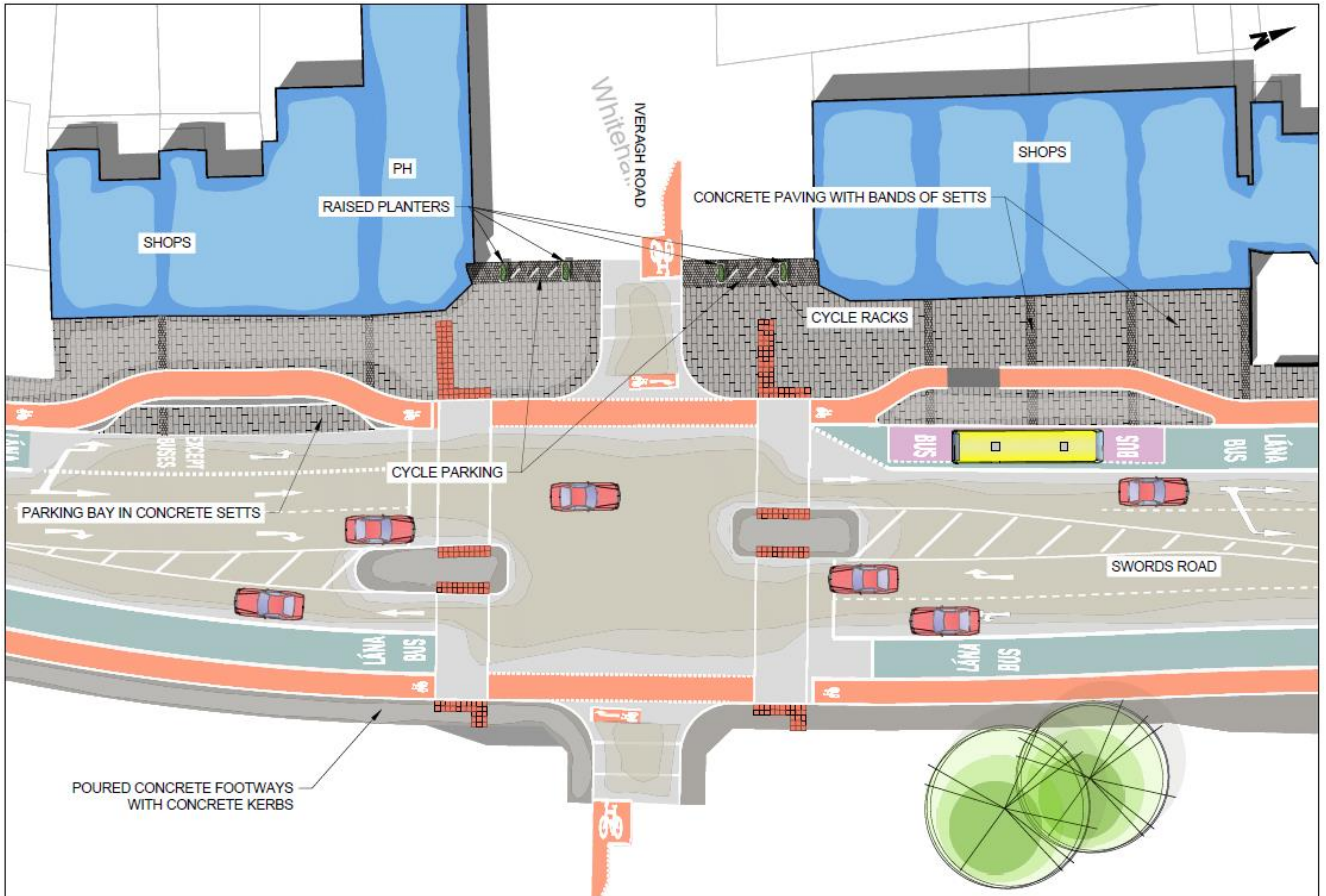 N
Whiteha
IVERAGH ROAD
PH
SHOPS
RAISED PLANTERS
CONCRETE PAVING WITH BANDS OF SETTS
SHOPS
CYCLE RACKS
CYCLE PARKING
LÁNA
EXCEPT
BUSES
BUS
BUS
LÁNA
BUS
PARKING BAY IN CONCRETE SETTS
SWORDS ROAD
LÁNA
BUS
LÁNA
BUS
POURED CONCRETE FOOTWAYS
WITH CONCRETE KERBS